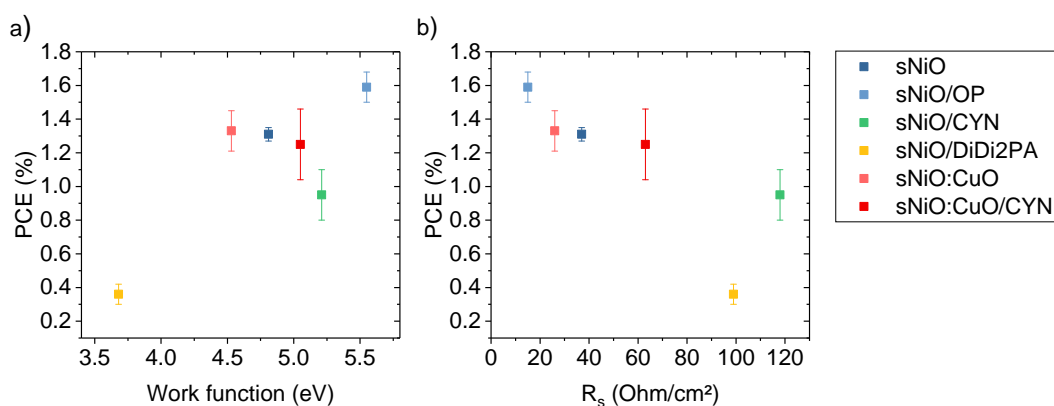 a)
PCE (%)
1.8
1.6
1.4
1.2
1.0
0.8
0.6
0.4
0.2
3.5 4.0 4.5 5.0 5.5
Work function (eV)
b)
PCE (%)
1.8
1.6
1.4
1.2
1.0
0.8
0.6
0.4
0.2
0 20 40 60 80 100 120
Rs (Ohm/cm²)
sNiO
sNiO/OP
sNiO/CYN
sNiO/DiDi2PA
sNiO:CuO
sNiO:CuO/CYN